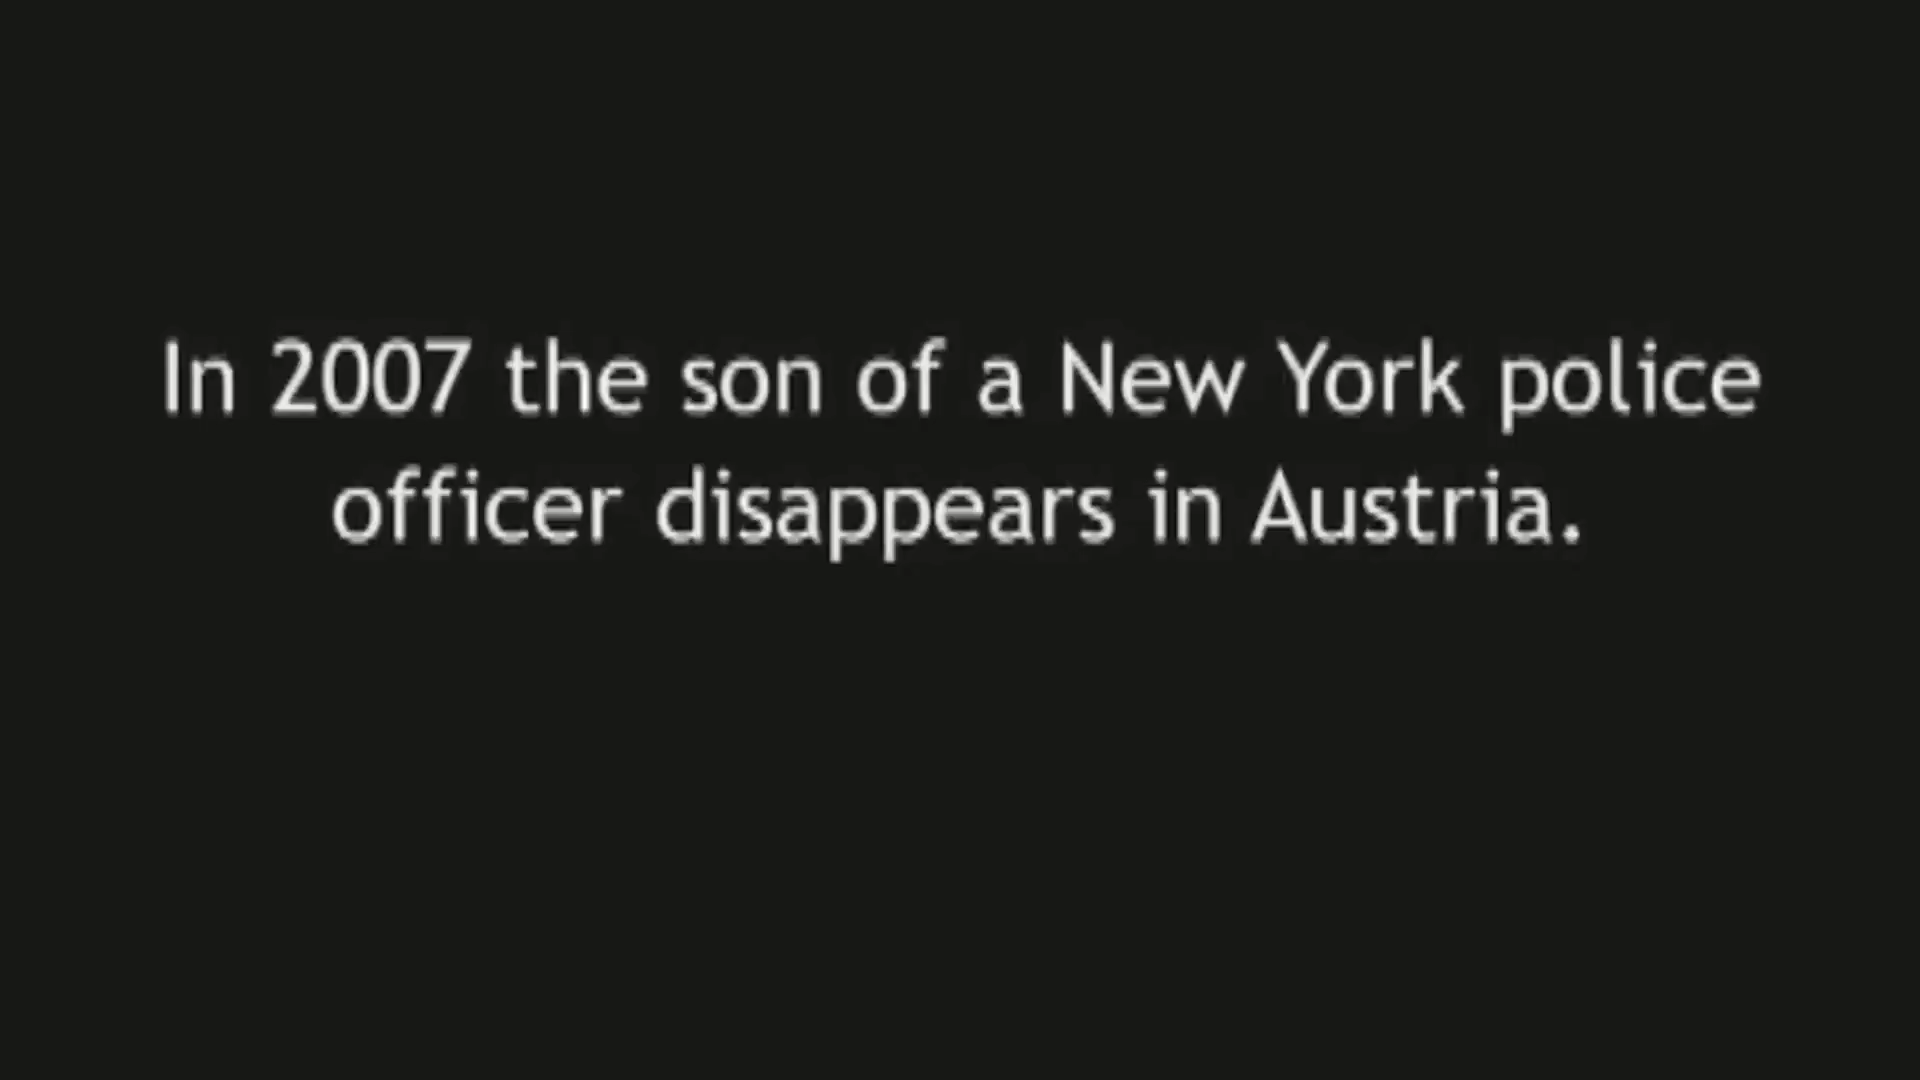 In 2007 the son of a New York police
officer disappears in Austria.